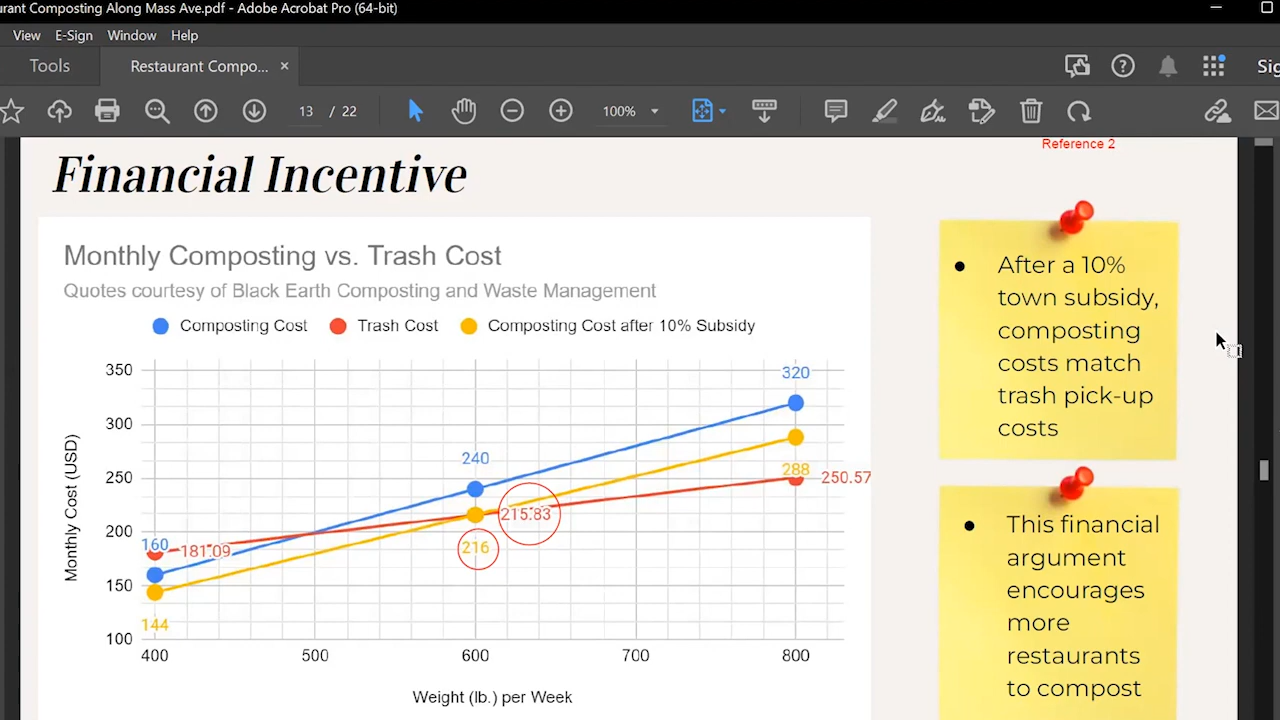 urant Composting Along Mass Ave.pdf - Adobe Acrobat Pro (64-bit)
View E-Sign Window Help
Tools Restaurant Compo... ×
13 / 22 100%
Sig
Reference 2
Financial Incentive
Monthly Composting vs. Trash Cost
Quotes courtesy of Black Earth Composting and Waste Management
Composting Cost Trash Cost Composting Cost after 10% Subsidy
Monthly Cost (USD)
350
300
250
200
150
100
320
240
288
250.57
215.83
216
160
181.09
144
400 500 600 700 800
Weight (lb.) per Week
● After a 10%
town subsidy,
composting
costs match
trash pick-up
costs
● This financial
argument
encourages
more
restaurants
to compost